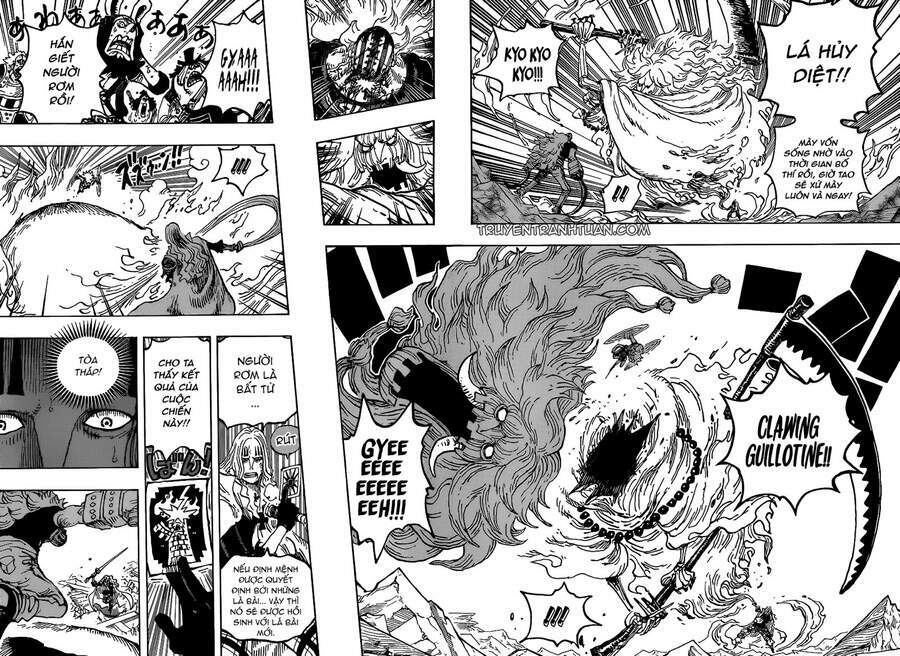 LÁ HỦY
DIỆT!!
KYO KYO
KYO!!!
MÀY VỐN
SỐNG NHỜ VÀO
THỜI GIAN BỐ
THÍ RỒI, GIỜ TAO
SẼ XỬ MÀY
LUÔN VÀ NGAY!
!!
GYAAA
AAAH!!!
HẮN
GIẾT
NGƯỜI
RƠM
RỒI!
!!!
TRUYENTRANHTUAN.COM
CLAWING
GUILLOTINE!!
GYEE
EEEEE
EEEEEE
EEH!!!
!!!
NGƯỜI
RƠM LÀ
BẤT TỬ
...
RÚT
NẾU ĐỊNH MỆNH
ĐƯỢC QUYẾT
ĐỊNH BỞI NHỮNG
LÁ BÀI... VẬY THÌ
NÓ SẼ ĐƯỢC HỒI
SINH VỚI LÁ BÀI
MỚI.
CHO TA
THẤY KẾT
QUẢ CỦA
CUỘC
CHIẾN
NÀY!!
TÒA
THÁP!